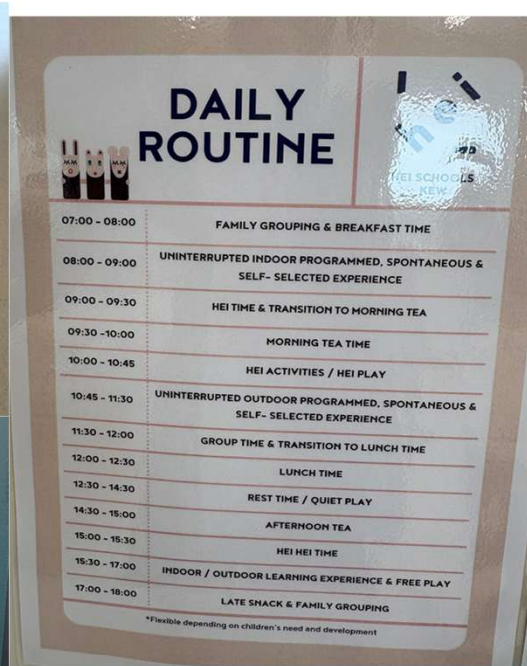 DAILY
ROUTINE
hei
HEI SCHOOLS
KEW
07:00 - 08:00 FAMILY GROUPING & BREAKFAST TIME
08:00 - 09:00 UNINTERRUPTED INDOOR PROGRAMMED, SPONTANEOUS &
SELF- SELECTED EXPERIENCE
09:00 - 09:30 HEI TIME & TRANSITION TO MORNING TEA
09:30 -10:00 MORNING TEA TIME
10:00 - 10:45 HEI ACTIVITIES / HEI PLAY
10:45 - 11:30 UNINTERRUPTED OUTDOOR PROGRAMMED, SPONTANEOUS &
SELF- SELECTED EXPERIENCE
11:30 - 12:00 GROUP TIME & TRANSITION TO LUNCH TIME
12:00 - 12:30 LUNCH TIME
12:30 - 14:30 REST TIME / QUIET PLAY
14:30 - 15:00 AFTERNOON TEA
15:00 - 15:30 HEI HEI TIME
15:30 - 17:00 INDOOR / OUTDOOR LEARNING EXPERIENCE & FREE PLAY
17:00 - 18:00 LATE SNACK & FAMILY GROUPING
*Flexible depending on children's need and development